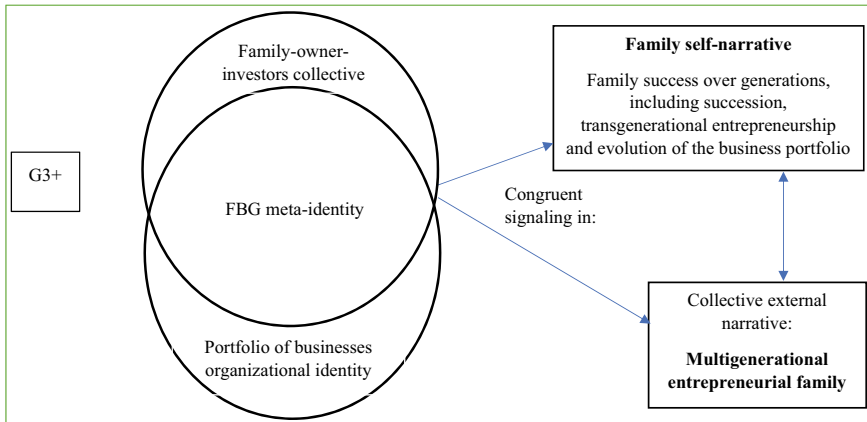 Family-owner-
investors collective
G3+
FBG meta-identity
Portfolio of businesses
organizational identity
Congruent
signaling in:
Family self-narrative
Family success over generations,
including succession,
transgenerational entrepreneurship
and evolution of the business portfolio
Collective external
narrative:
Multigenerational
entrepreneurial family